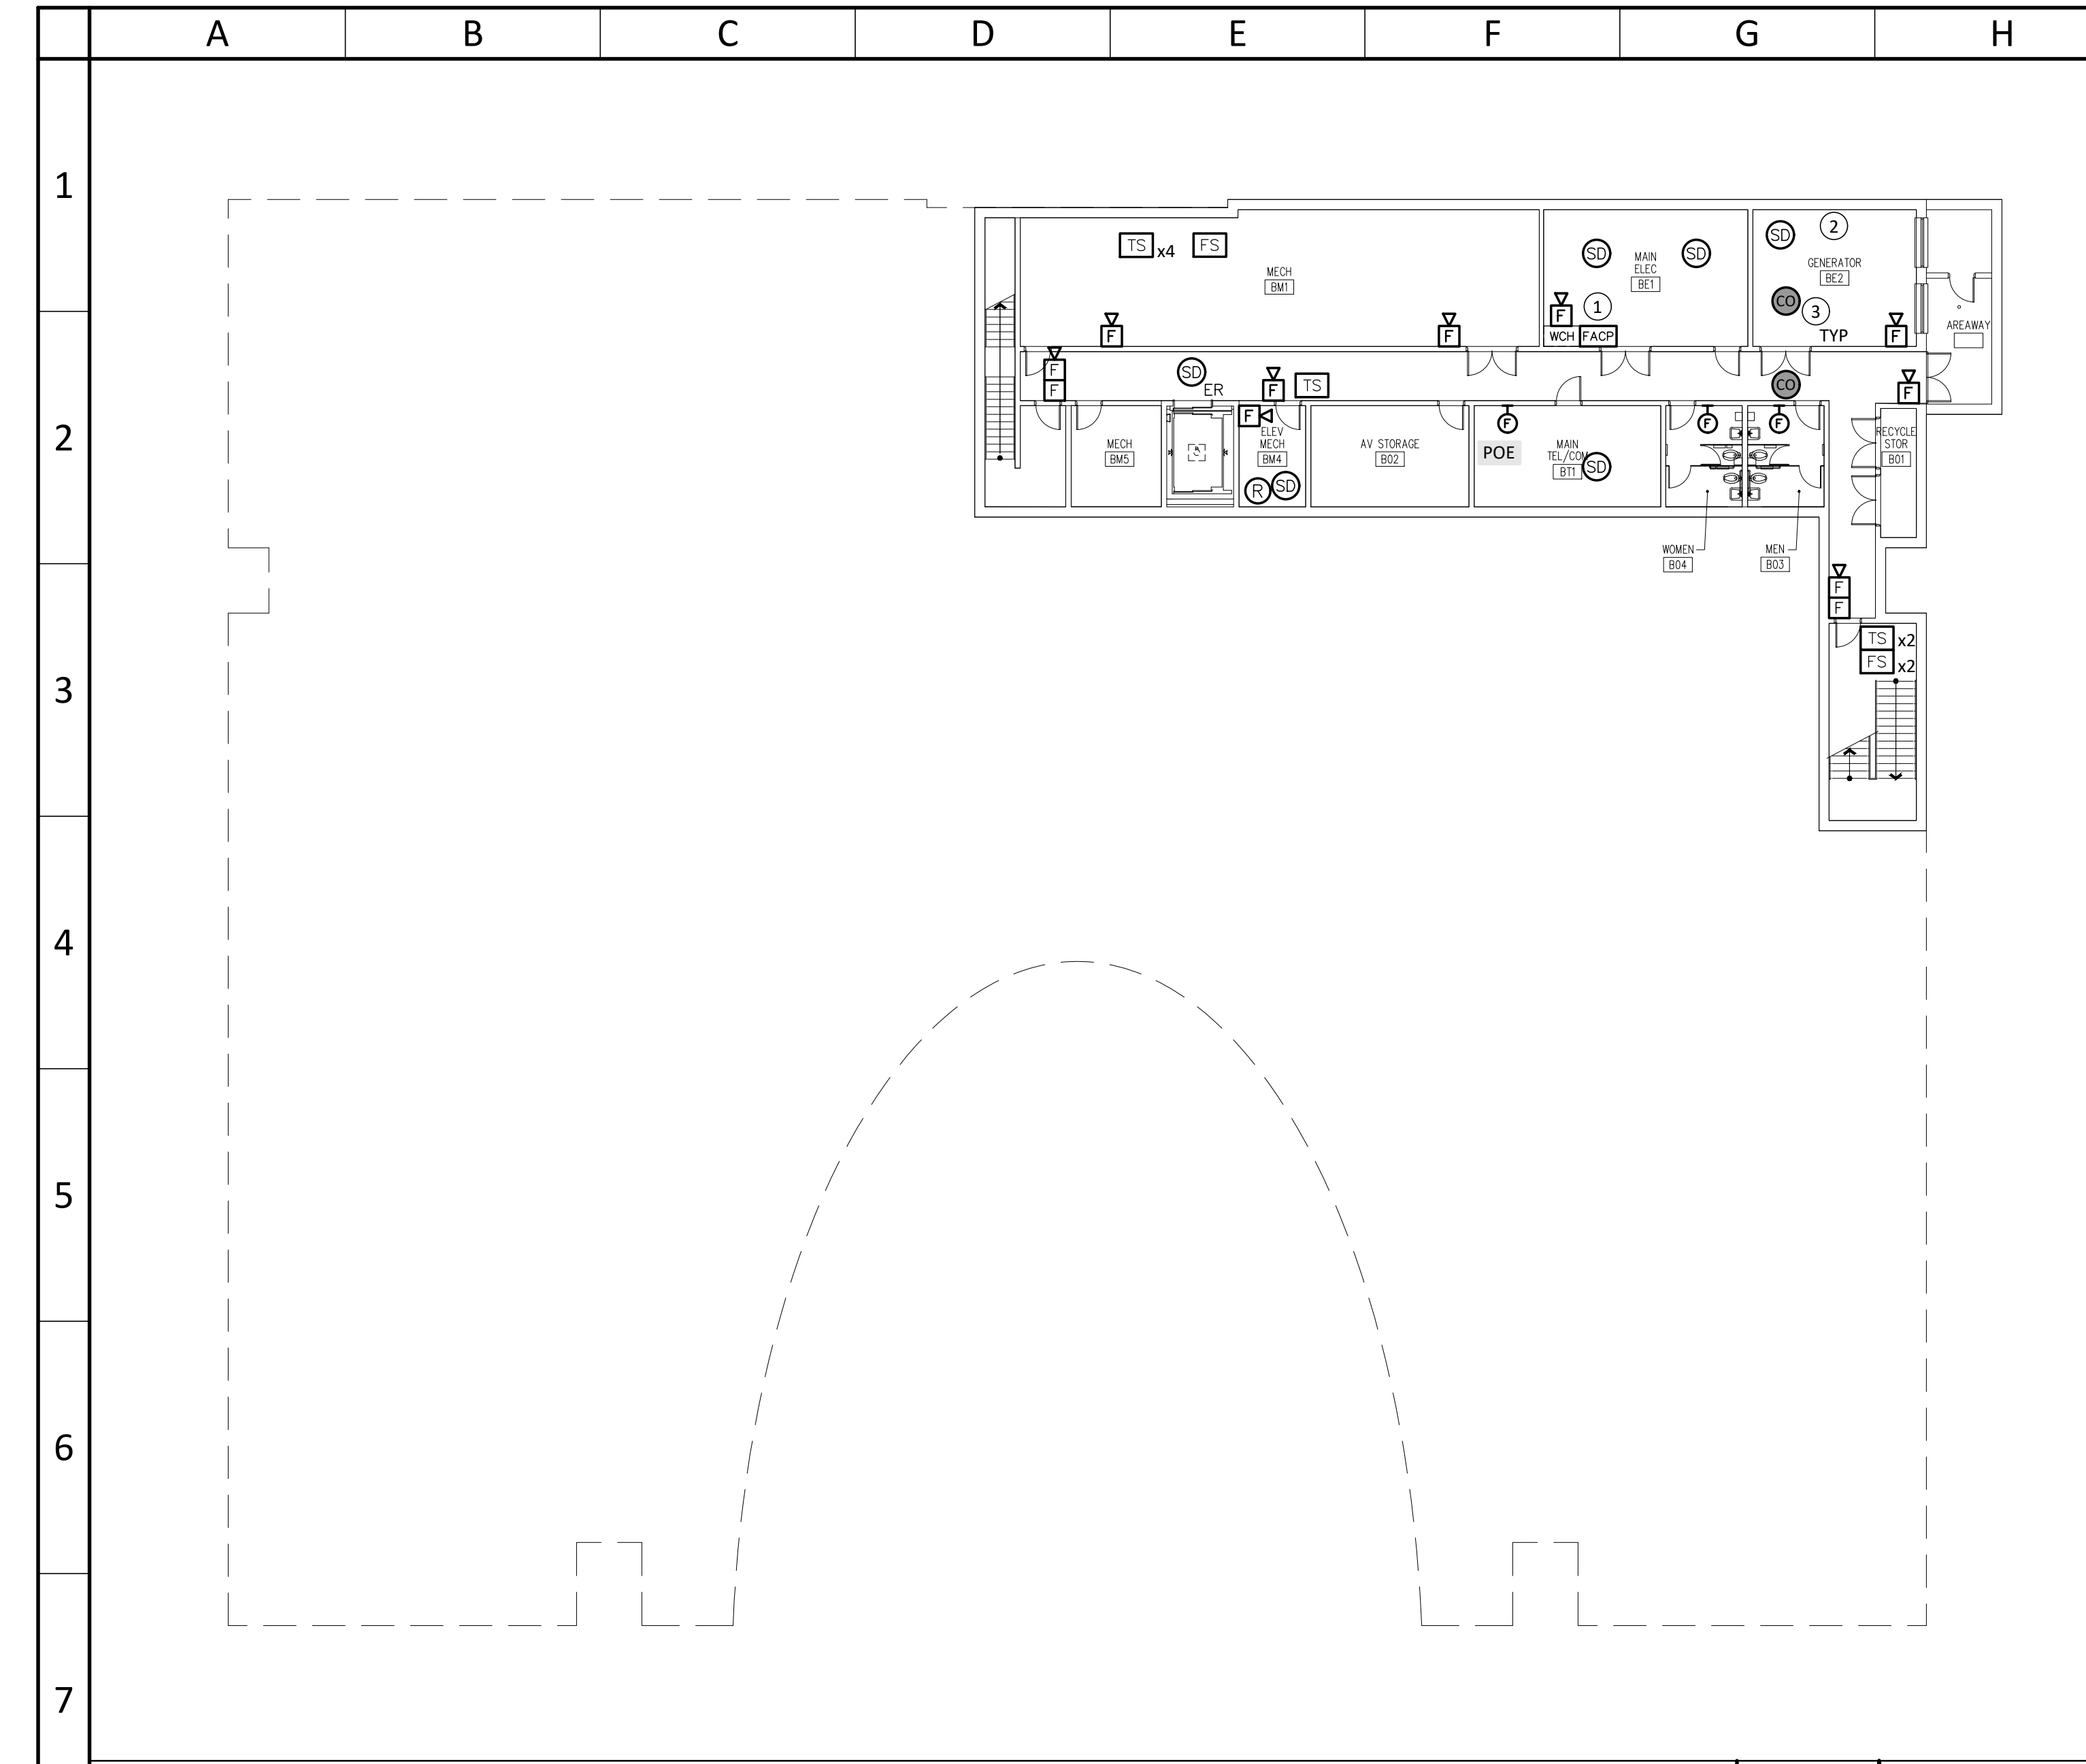 A B C D E F G H
1
TS x4 FS
MECH
BM1
SD SD
MAIN
ELEC
BE1
SD 2
GENERATOR
BE2
CO 3
TYP
F
F
F
F 1
WCH FACP
AREAWAY
F
F
SD
ER
F
TS
CO
F
2
MECH
BM5
F
ELEV
MECH
BM4
R SD
AV STORAGE
B02
F
POE
MAIN
TEL/COM
BT1
SD
F
F
RECYCLE
STOR
B01
WOMEN
B04
MEN
B03
F
F
3
TS x2
FS x2
4
5
6
7